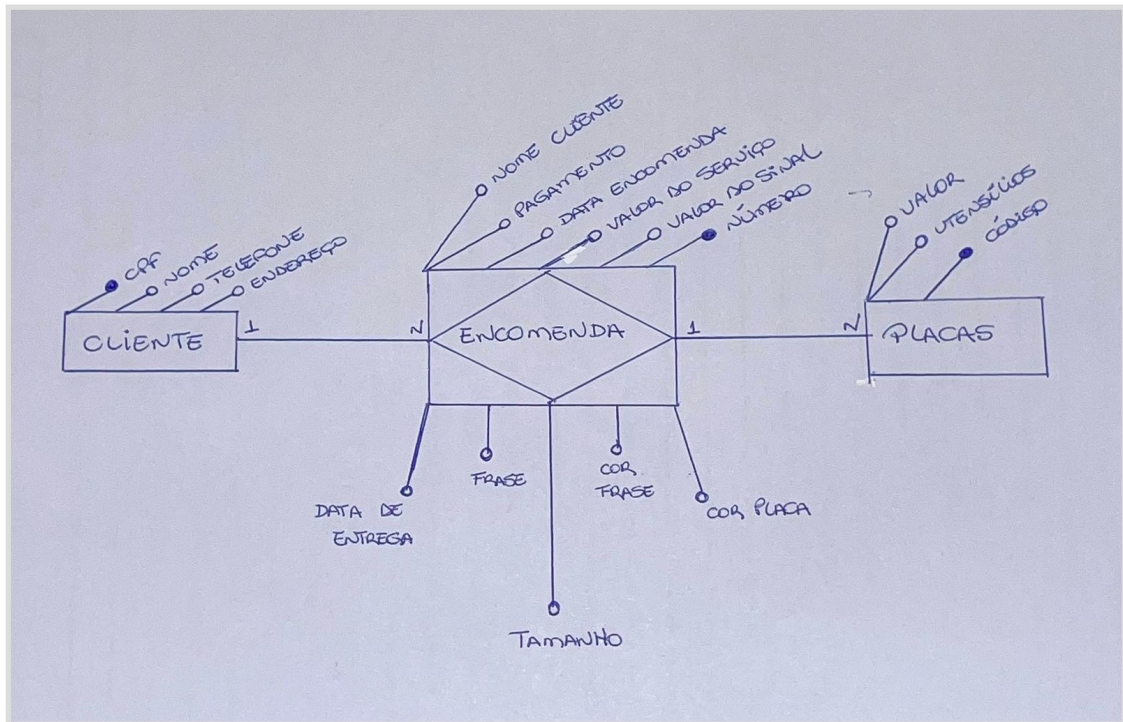 NOME CLIENTE
PAGAMENTO
DATA ENCOMENDA
VALOR DO SERVIÇO
VALOR DO SINAL
NÚMERO
VALOR
UTENSÍLIOS
CÓDIGO
CPF
NOME
TELEFONE
ENDEREÇO
CLIENTE
1
N
ENCOMENDA
1
N
PLACAS
DATA DE
ENTREGA
FRASE
COR
FRASE
COR PLACA
TAMANHO